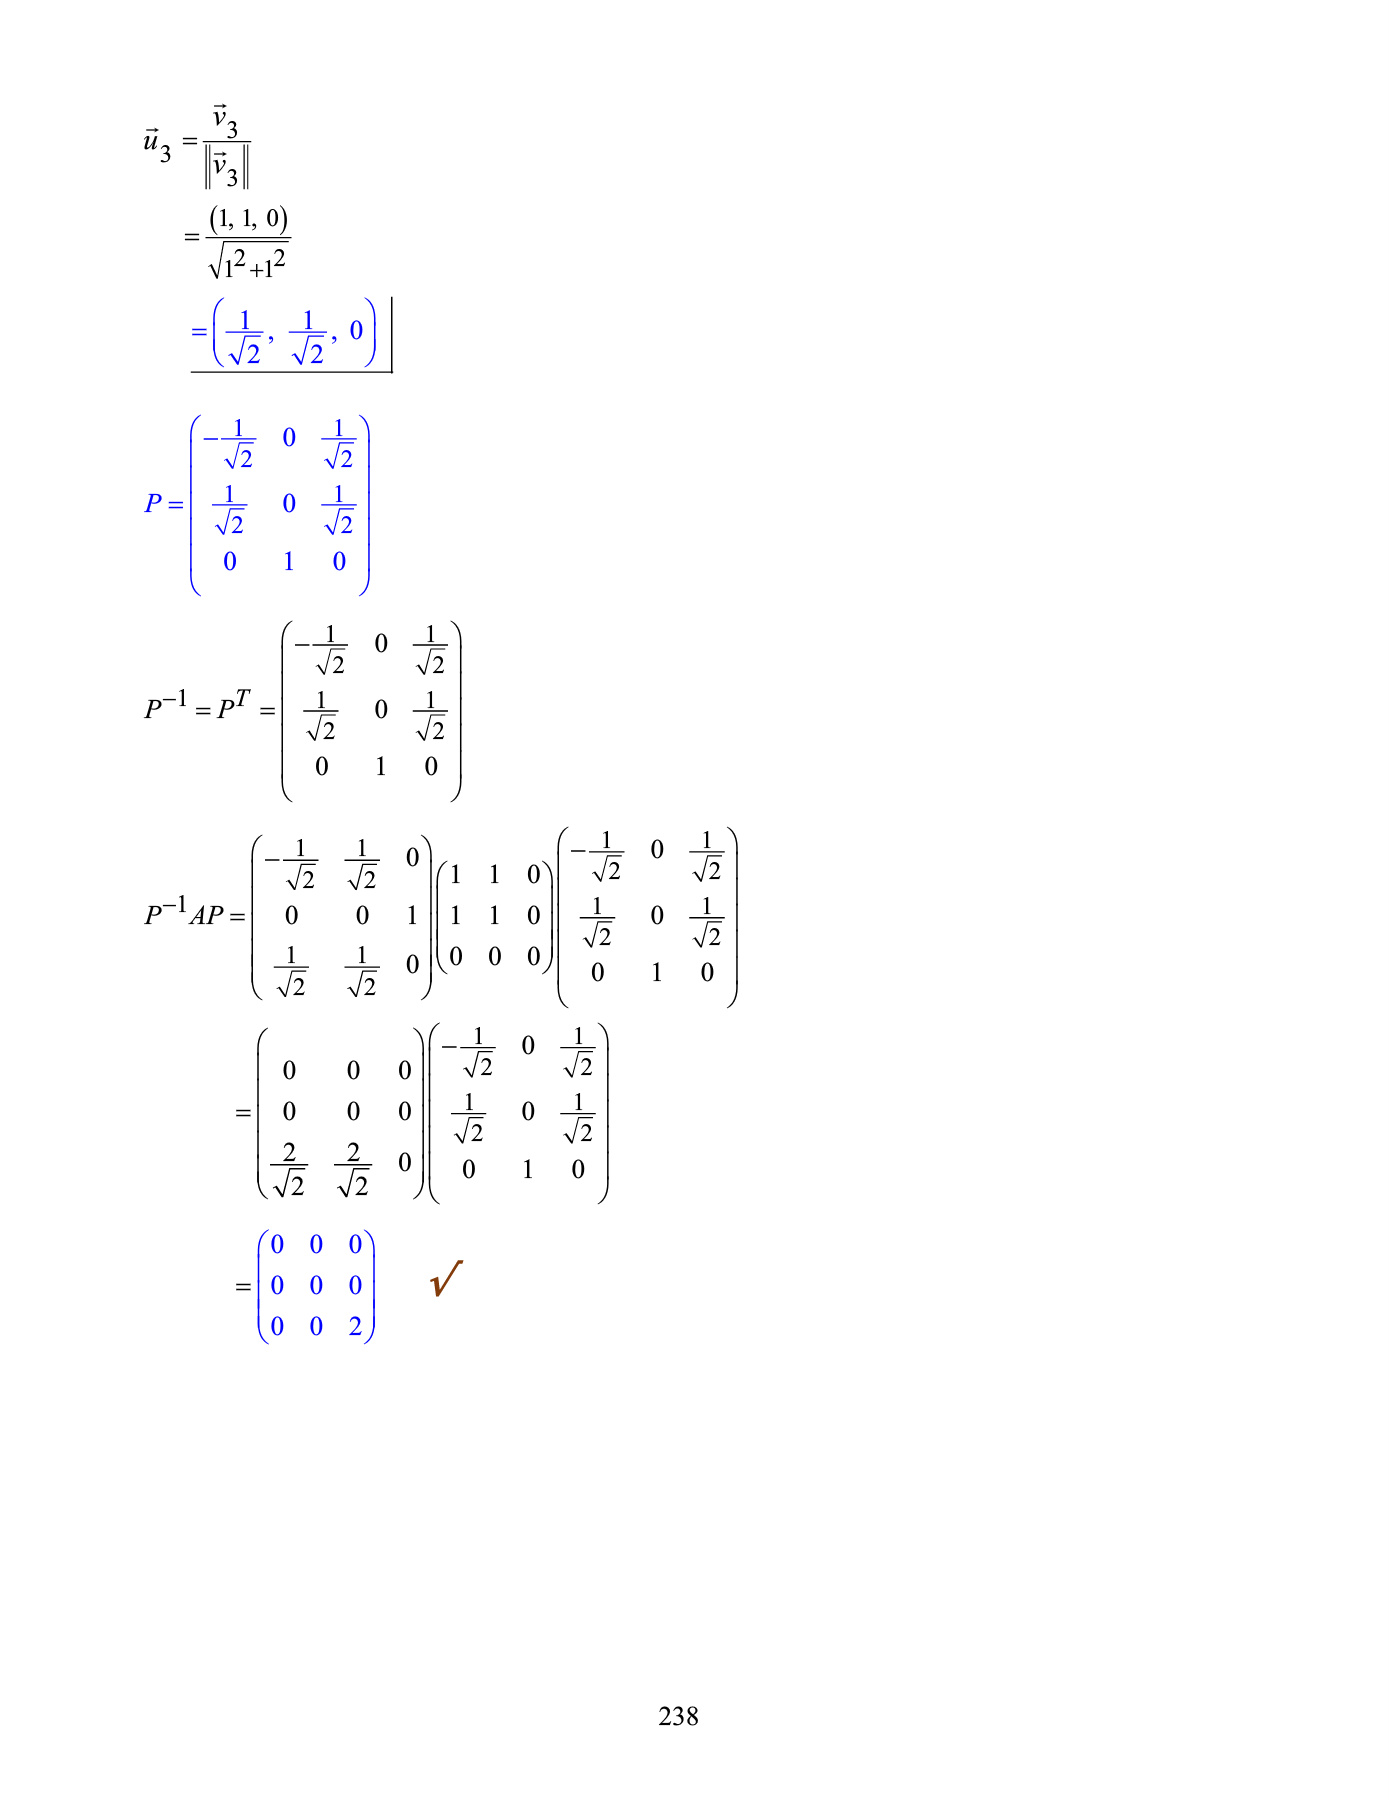 $\vec{u}_3 = \dfrac{\vec{v}_3}{\left\|\vec{v}_3\right\|}$
$= \dfrac{(1, 1, 0)}{\sqrt{1^2+1^2}}$
$= \left(\dfrac{1}{\sqrt{2}}, \dfrac{1}{\sqrt{2}}, 0\right)$
$P = \begin{pmatrix} -\frac{1}{\sqrt{2}} & 0 & \frac{1}{\sqrt{2}} \\ \frac{1}{\sqrt{2}} & 0 & \frac{1}{\sqrt{2}} \\ 0 & 1 & 0 \end{pmatrix}$
$P^{-1} = P^T = \begin{pmatrix} -\frac{1}{\sqrt{2}} & 0 & \frac{1}{\sqrt{2}} \\ \frac{1}{\sqrt{2}} & 0 & \frac{1}{\sqrt{2}} \\ 0 & 1 & 0 \end{pmatrix}$
$P^{-1}AP = \begin{pmatrix} -\frac{1}{\sqrt{2}} & \frac{1}{\sqrt{2}} & 0 \\ 0 & 0 & 1 \\ \frac{1}{\sqrt{2}} & \frac{1}{\sqrt{2}} & 0 \end{pmatrix} \begin{pmatrix} 1 & 1 & 0 \\ 1 & 1 & 0 \\ 0 & 0 & 0 \end{pmatrix} \begin{pmatrix} -\frac{1}{\sqrt{2}} & 0 & \frac{1}{\sqrt{2}} \\ \frac{1}{\sqrt{2}} & 0 & \frac{1}{\sqrt{2}} \\ 0 & 1 & 0 \end{pmatrix}$
$= \begin{pmatrix} 0 & 0 & 0 \\ 0 & 0 & 0 \\ \frac{2}{\sqrt{2}} & \frac{2}{\sqrt{2}} & 0 \end{pmatrix} \begin{pmatrix} -\frac{1}{\sqrt{2}} & 0 & \frac{1}{\sqrt{2}} \\ \frac{1}{\sqrt{2}} & 0 & \frac{1}{\sqrt{2}} \\ 0 & 1 & 0 \end{pmatrix}$
$= \begin{pmatrix} 0 & 0 & 0 \\ 0 & 0 & 0 \\ 0 & 0 & 2 \end{pmatrix}$ √
238